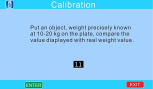 Calibration
Put an object, weight precisely known
at 10-20 kg on the plate, compare the
value displayed with real weight value.
ENTER
EXIT